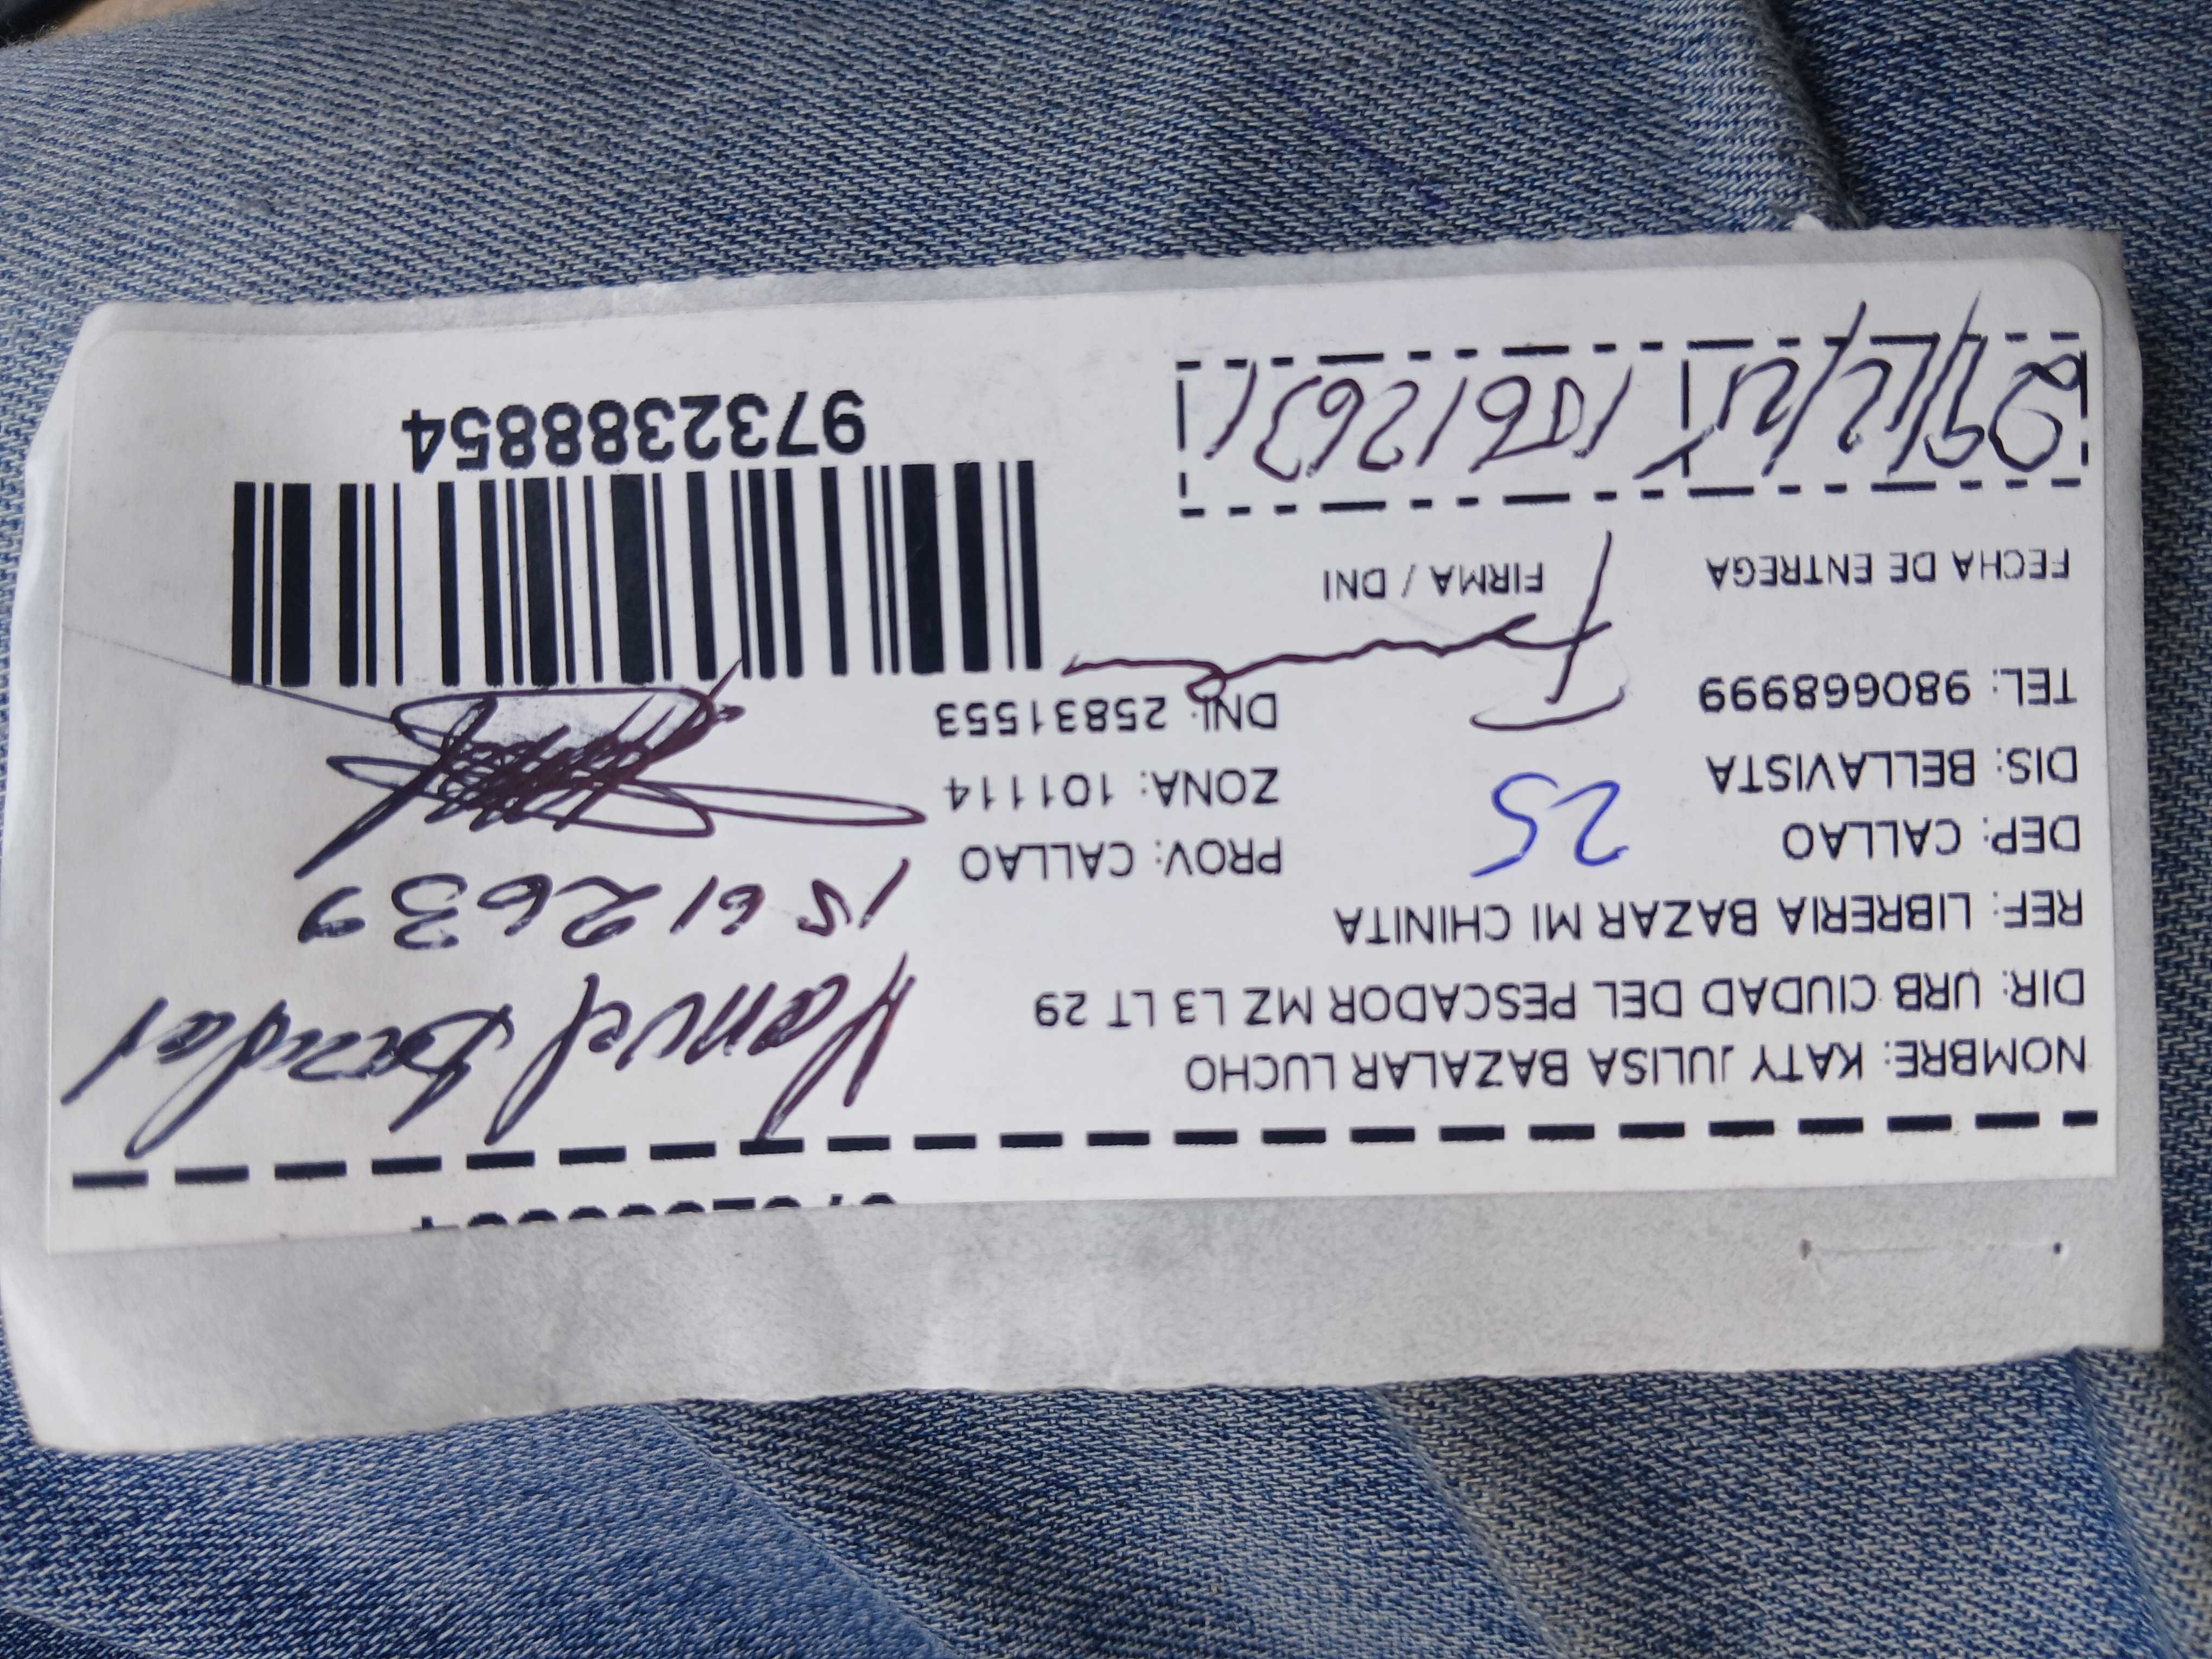 NOMBRE: KATY JULISA BAZALAR LUCHO
DIR: URB CIUDAD DEL PESCADOR MZ L3 LT 29
REF: LIBRERIA BAZAR MI CHINITA
DEP: CALLAO PROV: CALLAO
DIS: BELLAVISTA ZONA: 101114
TEL: 980668999 DNI: 25831553
25
FECHA DE ENTREGA FIRMA / DNI
Manuel
15612639
9732388854